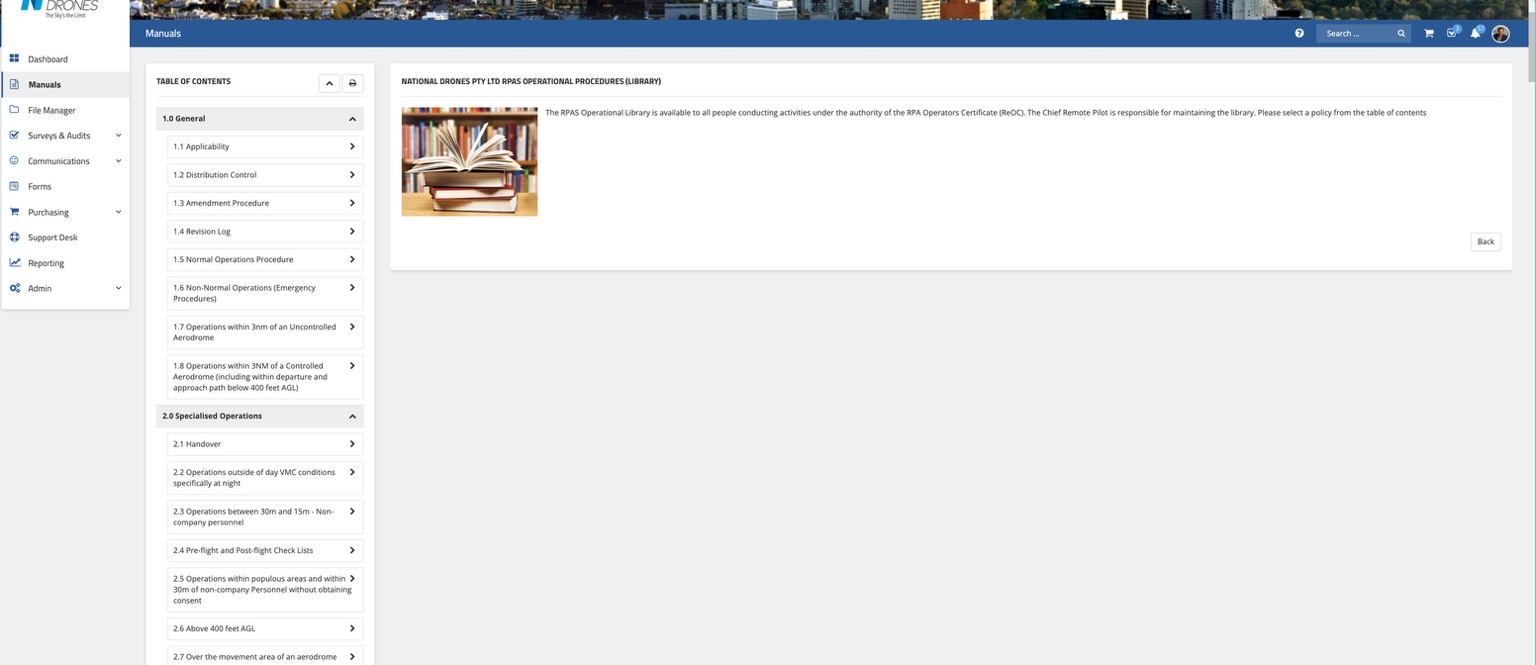 DRONES
The Sky's the Limit
Manuals
Search ...
Dashboard
Manuals
File Manager
Surveys & Audits
Communications
Forms
Purchasing
Support Desk
Reporting
Admin
TABLE OF CONTENTS
1.0 General
1.1 Applicability
1.2 Distribution Control
1.3 Amendment Procedure
1.4 Revision Log
1.5 Normal Operations Procedure
1.6 Non-Normal Operations (Emergency
Procedures)
1.7 Operations within 3nm of an Uncontrolled
Aerodrome
1.8 Operations within 3NM of a Controlled
Aerodrome (including within departure and
approach path below 400 feet AGL)
2.0 Specialised Operations
2.1 Handover
2.2 Operations outside of day VMC conditions
specifically at night
2.3 Operations between 30m and 15m - Non-
company personnel
2.4 Pre-flight and Post-flight Check Lists
2.5 Operations within populous areas and within
30m of non-company Personnel without obtaining
consent
2.6 Above 400 feet AGL
2.7 Over the movement area of an aerodrome
NATIONAL DRONES PTY LTD RPAS OPERATIONAL PROCEDURES (LIBRARY)
The RPAS Operational Library is available to all people conducting activities under the authority of the RPA Operators Certificate (ReOC). The Chief Remote Pilot is responsible for maintaining the library. Please select a policy from the table of contents
Back